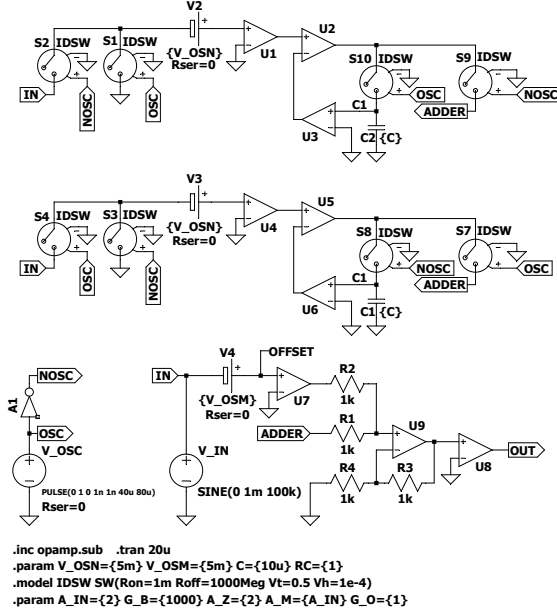 V2
S2 IDSW S1 IDSW
{V_OSN}
Rser=0
U1
U2
IN
NOSC
OSC
S10 IDSW
S9 IDSW
OSC
NOSC
ADDER
C1
U3
C2 {C}
V3
S4 IDSW S3 IDSW
{V_OSN}
Rser=0
U4
U5
IN
OSC
NOSC
S8 IDSW
S7 IDSW
NOSC
OSC
ADDER
C1
U6
C1 {C}
NOSC
A1
OSC
V_OSC
PULSE(0 1 0 1n 1n 40u 80u)
Rser=0
IN
V4
OFFSET
{V_OSM}
Rser=0
U7
R2
1k
ADDER
R1
1k
U9
R4
1k
R3
1k
U8
OUT
V_IN
SINE(0 1m 100k)
.inc opamp.sub .tran 20u
.param V_OSN={5m} V_OSM={5m} C={10u} RC={1}
.model IDSW SW(Ron=1m Roff=1000Meg Vt=0.5 Vh=1e-4)
.param A_IN={2} G_B={1000} A_Z={2} A_M={A_IN} G_O={1}